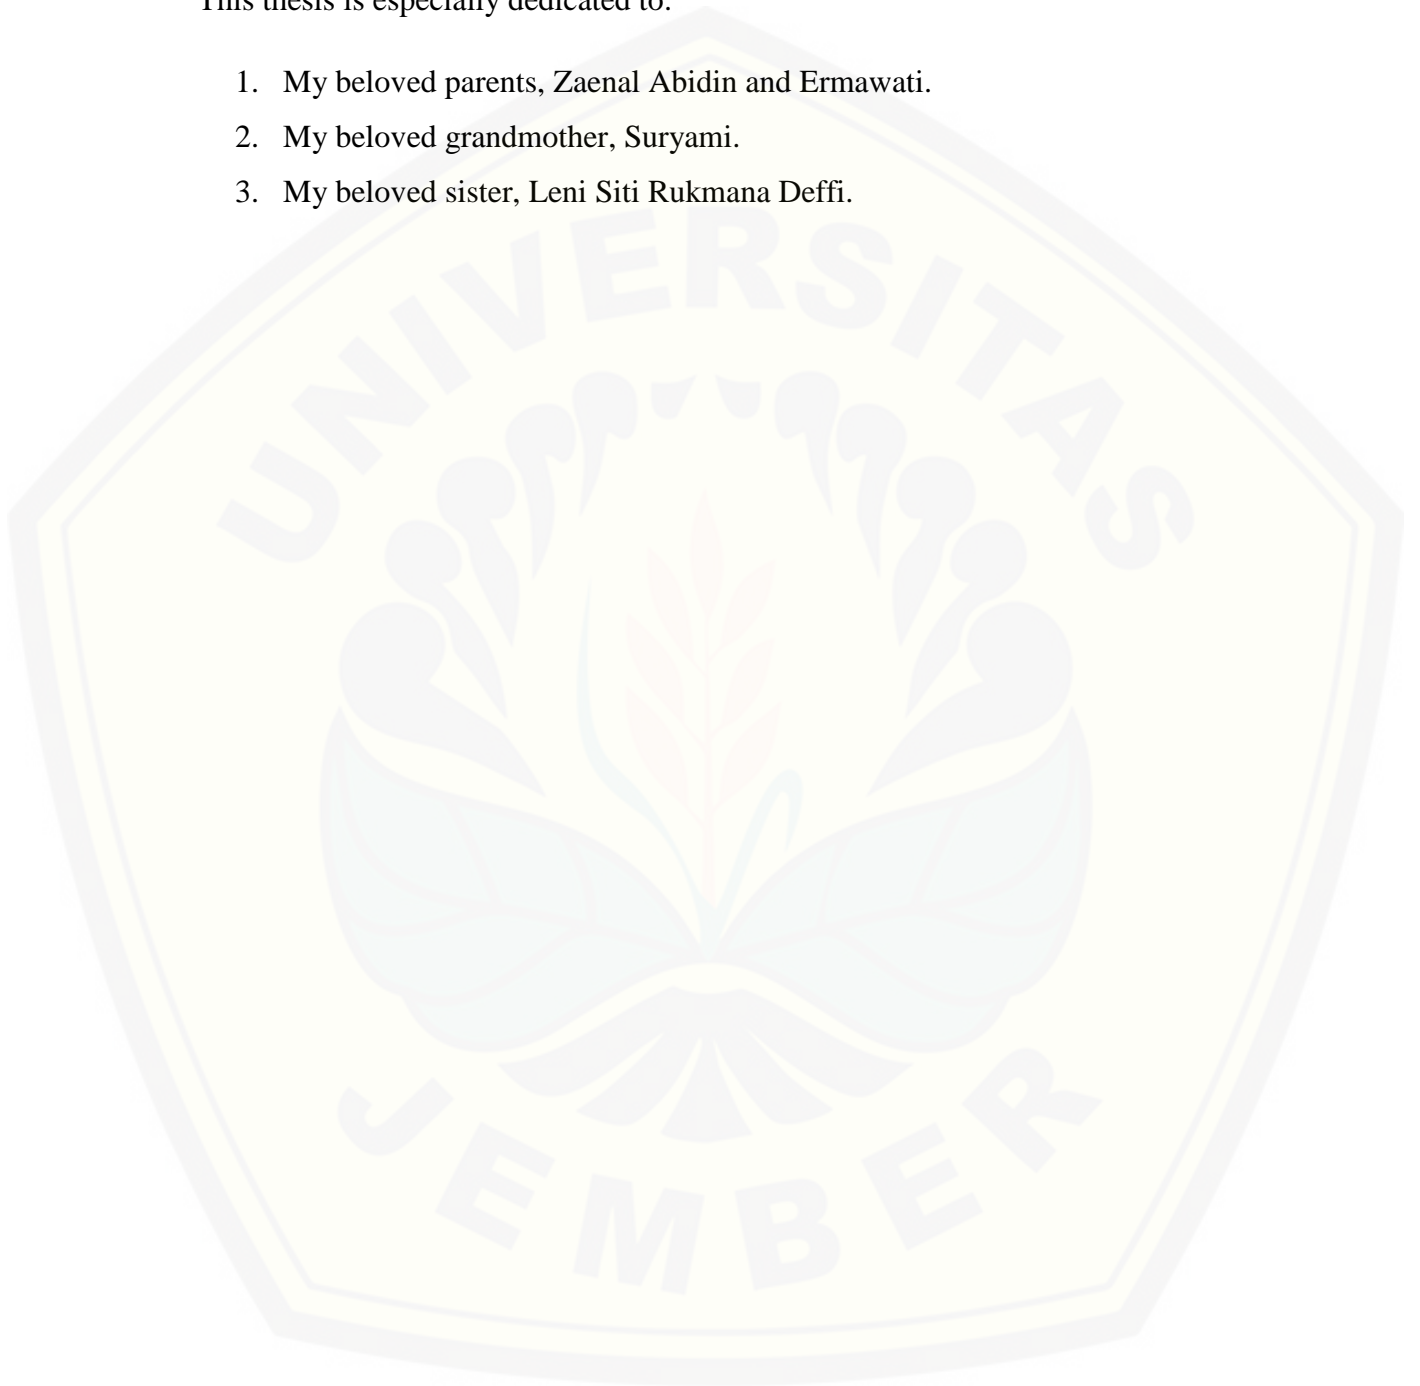 This thesis is especially dedicated to:
1. My beloved parents, Zaenal Abidin and Ermawati.
2. My beloved grandmother, Suryami.
3. My beloved sister, Leni Siti Rukmana Deffi.
UNIVERSITAS
JEMBER